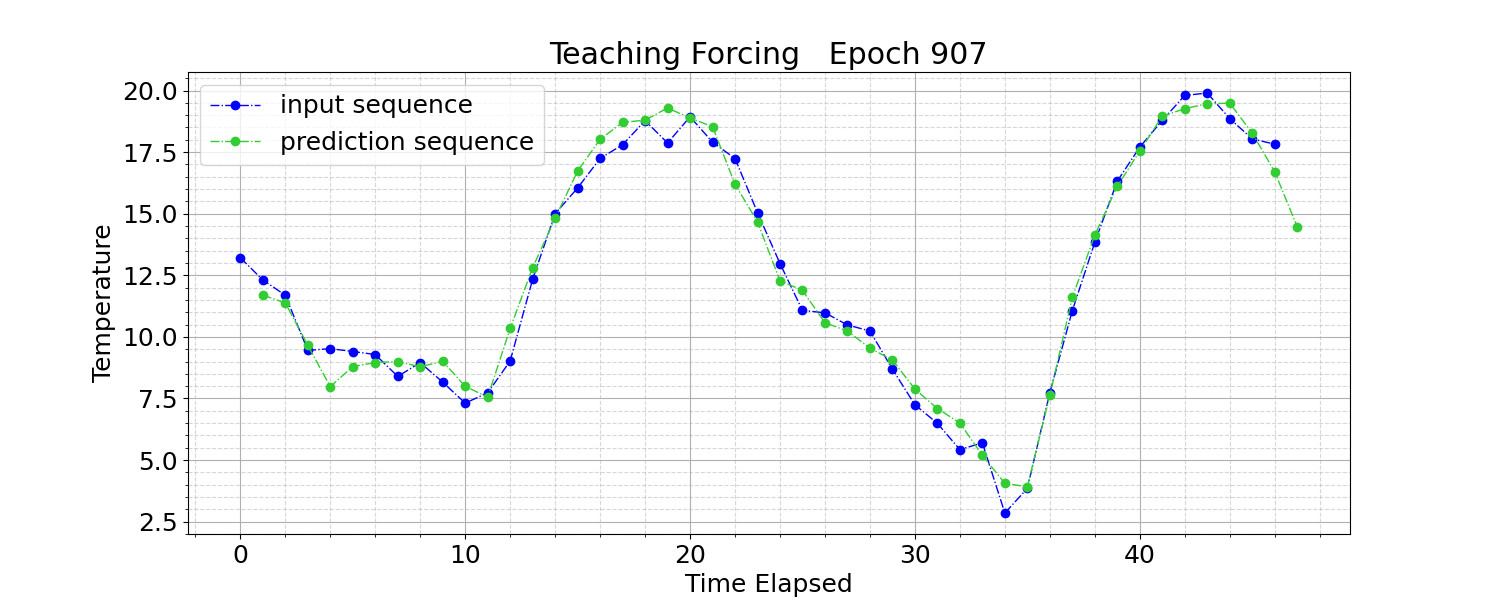 Teaching Forcing   Epoch 907
20.0
17.5
15.0
12.5
10.0
7.5
5.0
2.5
Temperature
input sequence
prediction sequence
0 10 20 30 40
Time Elapsed